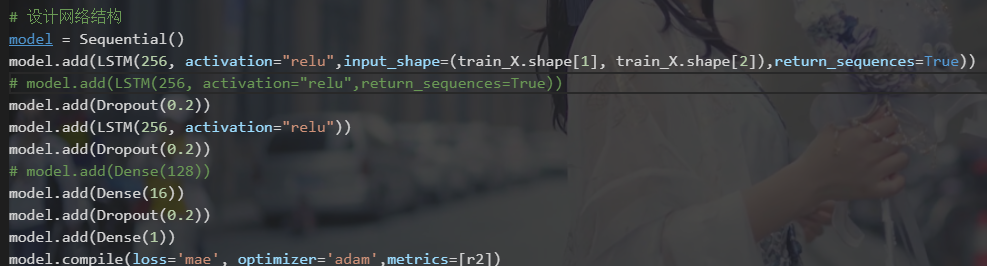 # 设计网络结构
model = Sequential()
model.add(LSTM(256, activation="relu",input_shape=(train_X.shape[1], train_X.shape[2]),return_sequences=True))
# model.add(LSTM(256, activation="relu",return_sequences=True))
model.add(Dropout(0.2))
model.add(LSTM(256, activation="relu"))
model.add(Dropout(0.2))
# model.add(Dense(128))
model.add(Dense(16))
model.add(Dropout(0.2))
model.add(Dense(1))
model.compile(loss='mae', optimizer='adam',metrics=[r2])